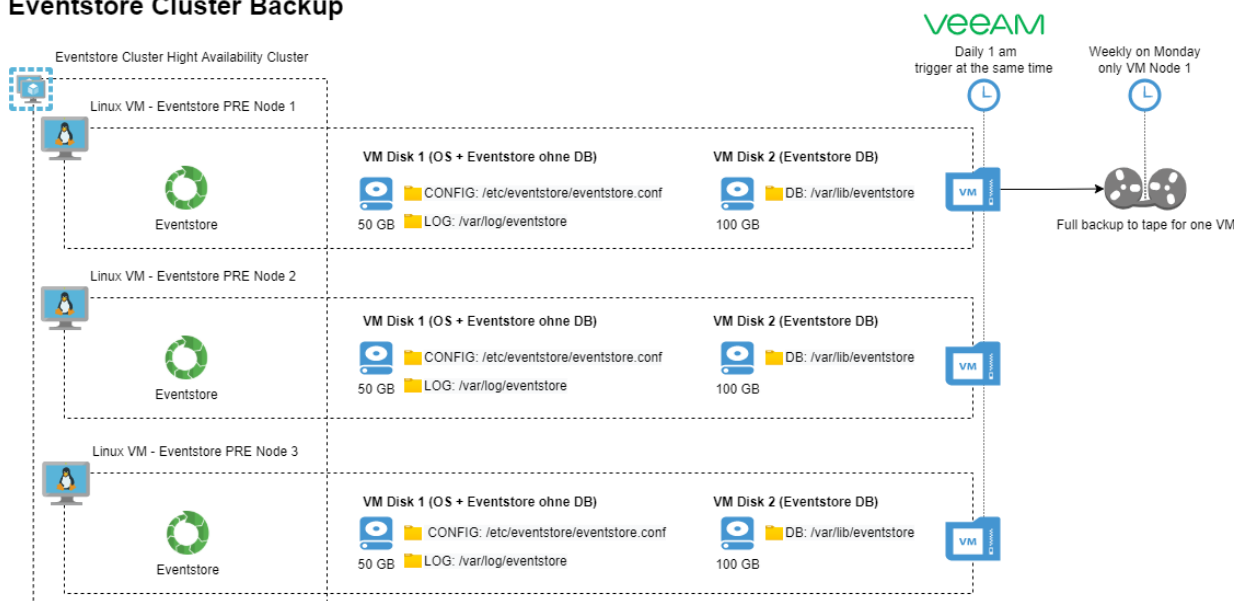 Eventstore Cluster Backup
veeam
Daily 1 am
trigger at the same time
Weekly on Monday
only VM Node 1
Eventstore Cluster Hight Availability Cluster
Linux VM - Eventstore PRE Node 1
VM Disk 1 (OS + Eventstore ohne DB)
VM Disk 2 (Eventstore DB)
CONFIG: /etc/eventstore/eventstore.conf
DB: /var/lib/eventstore
VM
LOG: /var/log/eventstore
Eventstore
50 GB
100 GB
Full backup to tape for one VM
Linux VM - Eventstore PRE Node 2
VM Disk 1 (OS + Eventstore ohne DB)
VM Disk 2 (Eventstore DB)
CONFIG: /etc/eventstore/eventstore.conf
DB: /var/lib/eventstore
VM
LOG: /var/log/eventstore
Eventstore
50 GB
100 GB
Linux VM - Eventstore PRE Node 3
VM Disk 1 (OS + Eventstore ohne DB)
VM Disk 2 (Eventstore DB)
CONFIG: /etc/eventstore/eventstore.conf
DB: /var/lib/eventstore
VM
LOG: /var/log/eventstore
Eventstore
50 GB
100 GB